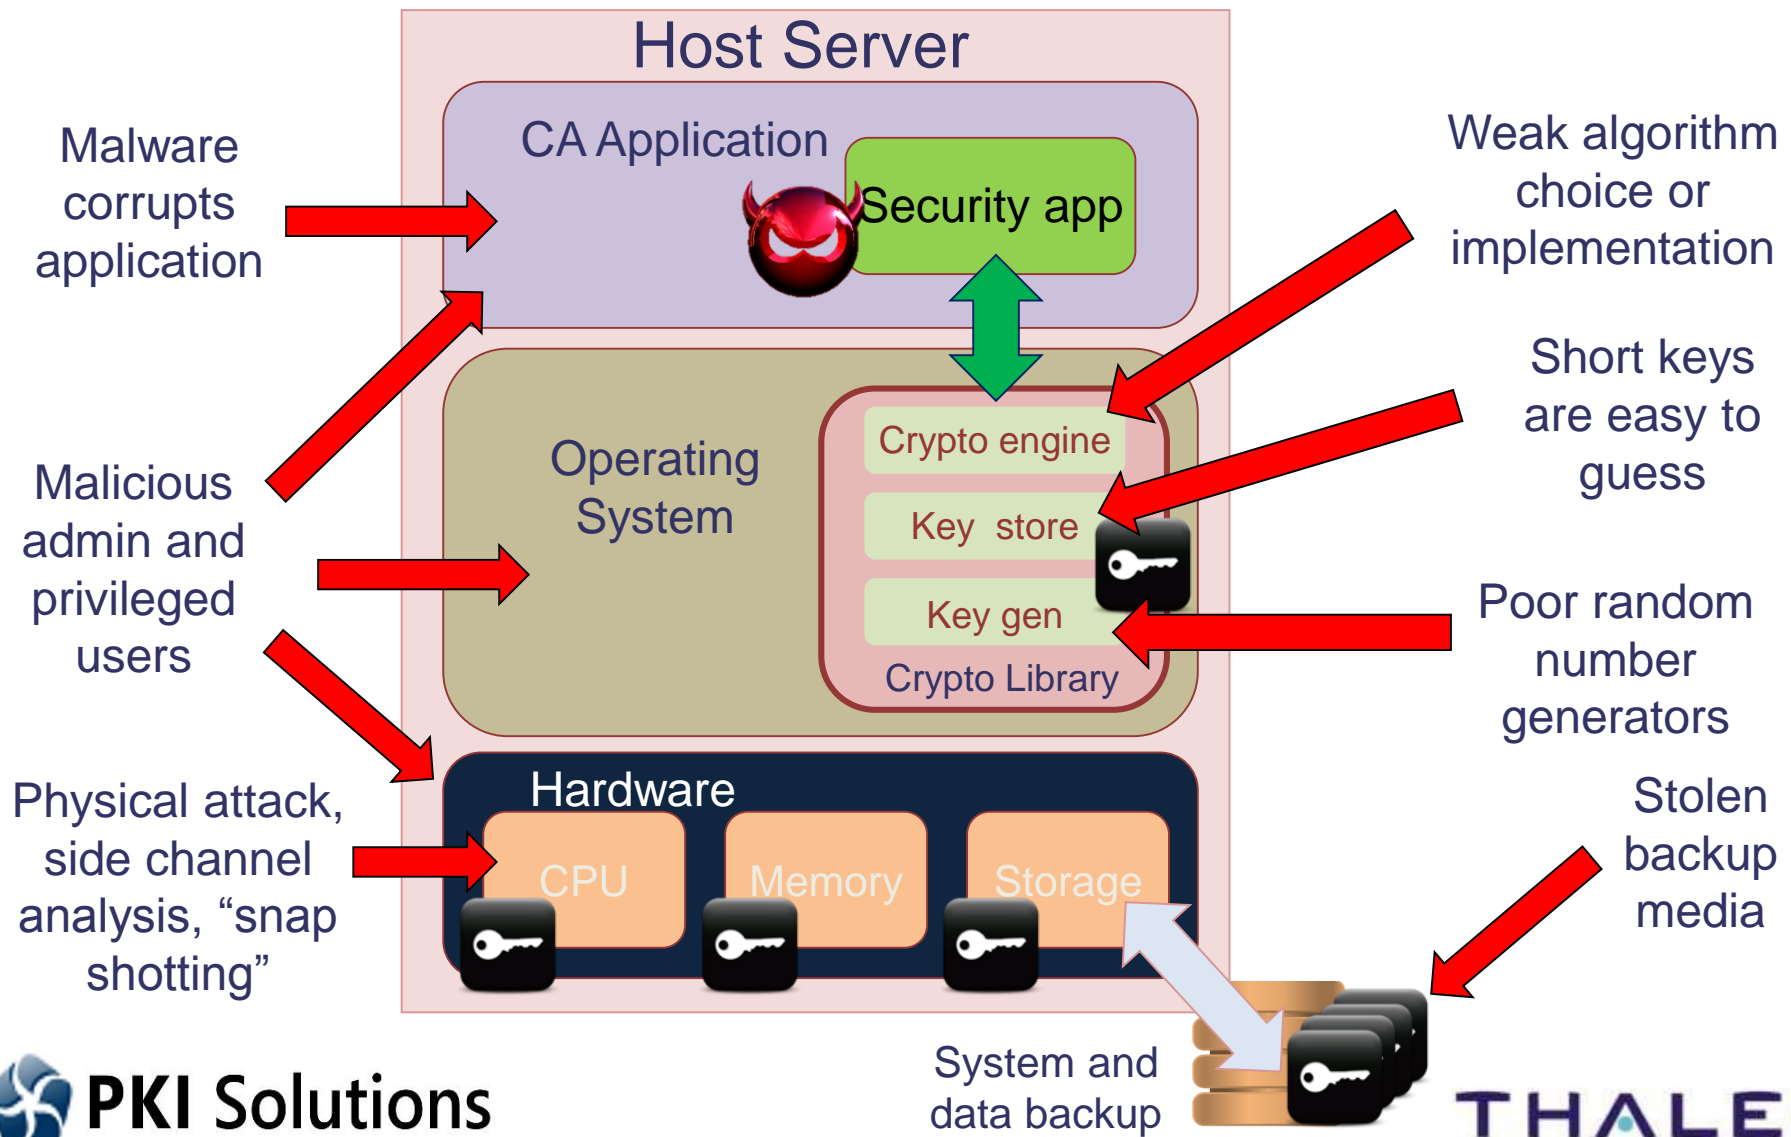 Host Server
CA Application
Security app
Malware
corrupts
application
Malicious
admin and
privileged
users
Physical attack,
side channel
analysis, “snap
shotting”
Operating
System
Crypto engine
Key store
Key gen
Crypto Library
Hardware
CPU
Memory
Storage
Weak algorithm
choice or
implementation
Short keys
are easy to
guess
Poor random
number
generators
Stolen
backup
media
System and
data backup
PKI Solutions
THALE